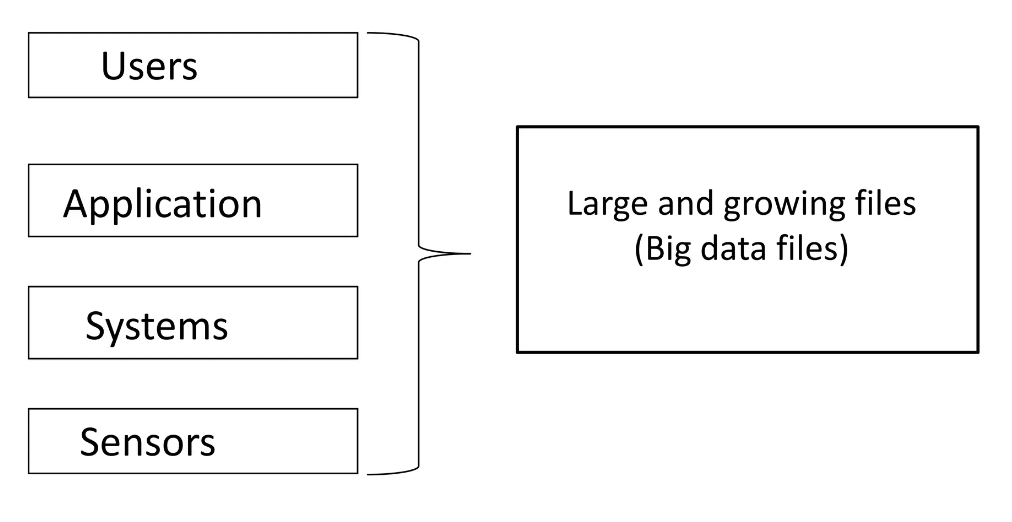 Users
Application
Systems
Sensors
Large and growing files
(Big data files)